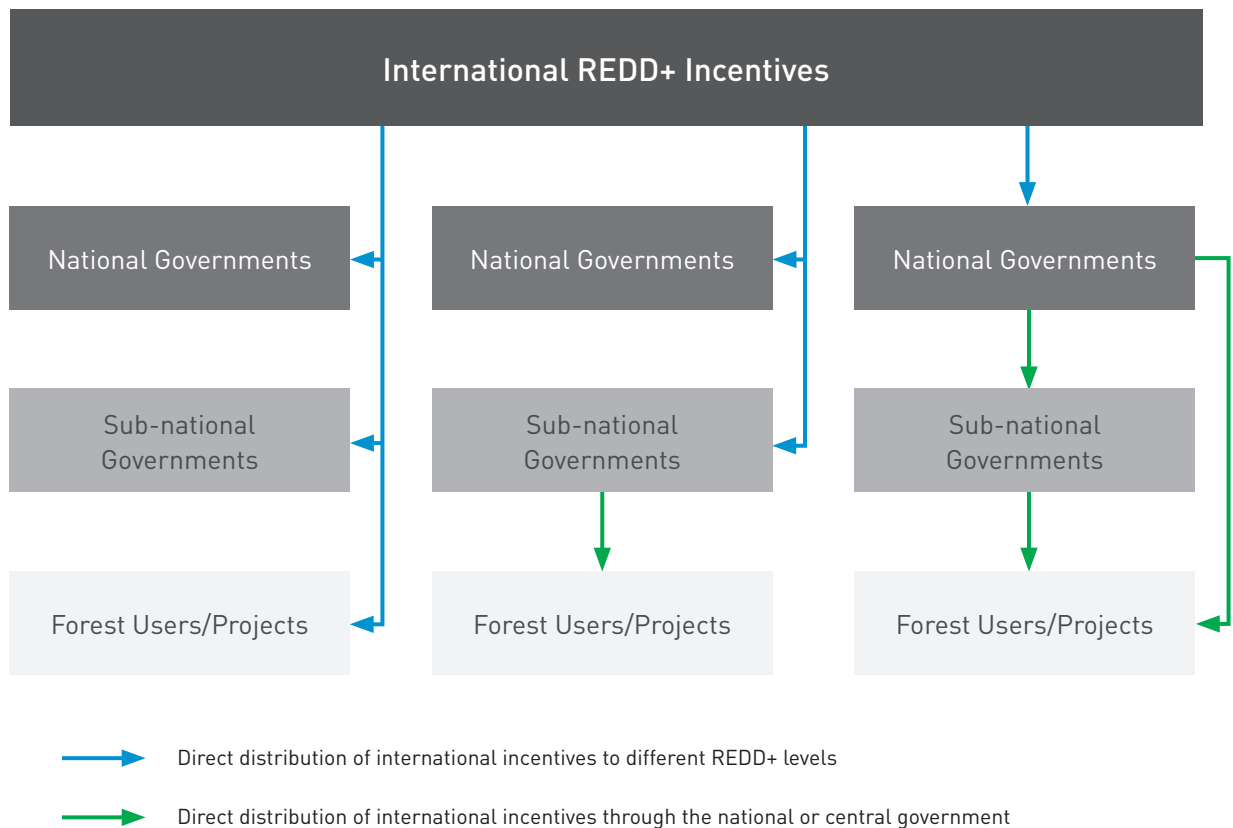 International REDD+ Incentives
National Governments
National Governments
National Governments
Sub-national
Governments
Sub-national
Governments
Sub-national
Governments
Forest Users/Projects
Forest Users/Projects
Forest Users/Projects
Direct distribution of international incentives to different REDD+ levels
Direct distribution of international incentives through the national or central government